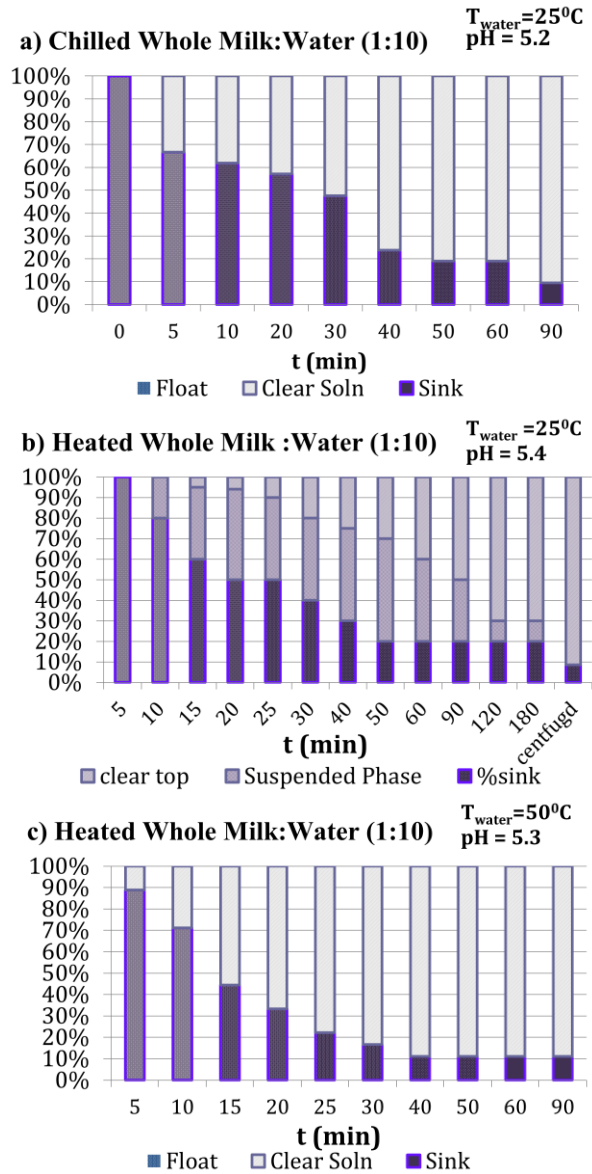 a) Chilled Whole Milk:Water (1:10)
T_water=25⁰C
pH = 5.2
100%
90%
80%
70%
60%
50%
40%
30%
20%
10%
0%
0 5 10 20 30 40 50 60 90
t (min)
Float Clear Soln Sink
b) Heated Whole Milk :Water (1:10)
T_water =25⁰C
pH = 5.4
100%
90%
80%
70%
60%
50%
40%
30%
20%
10%
0%
5 10 15 20 25 30 40 50 60 90 120 180 centfugd
t (min)
clear top Suspended Phase %sink
c) Heated Whole Milk:Water (1:10)
T_water=50⁰C
pH = 5.3
100%
90%
80%
70%
60%
50%
40%
30%
20%
10%
0%
5 10 15 20 25 30 40 50 60 90
t (min)
Float Clear Soln Sink